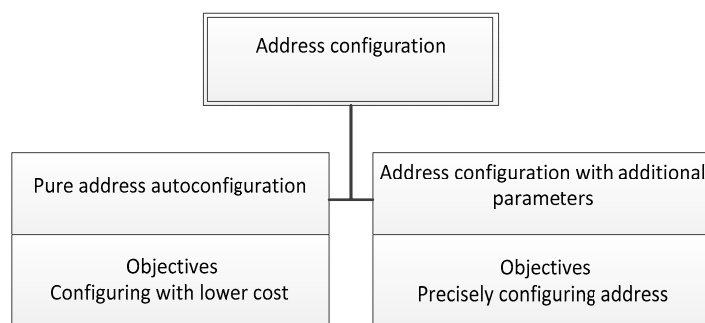 Address configuration
Pure address autoconfiguration
Objectives
Configuring with lower cost
Address configuration with additional
parameters
Objectives
Precisely configuring address